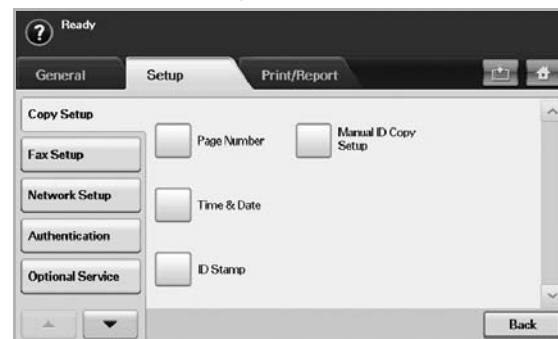 ? Ready
General Setup Print/Report
Copy Setup
Fax Setup
Network Setup
Authentication
Optional Service
Page Number
Manual ID Copy
Setup
Time & Date
ID Stamp
Back